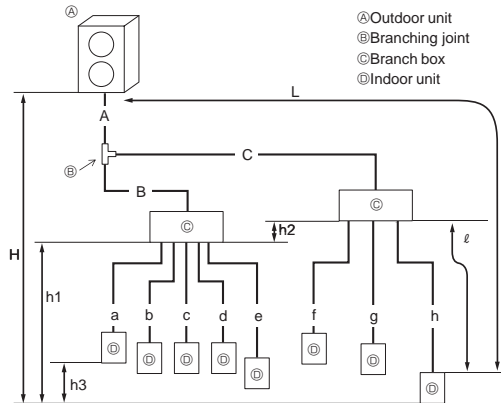 Ⓐ
ⒶOutdoor unit
ⒷBranching joint
ⒸBranch box
ⒹIndoor unit
L
A
Ⓑ
C
B
Ⓒ
Ⓒ
H
h2
h1
ℓ
a
b
c
d
e
f
g
h
Ⓓ
Ⓓ
Ⓓ
Ⓓ
Ⓓ
Ⓓ
Ⓓ
Ⓓ
h3